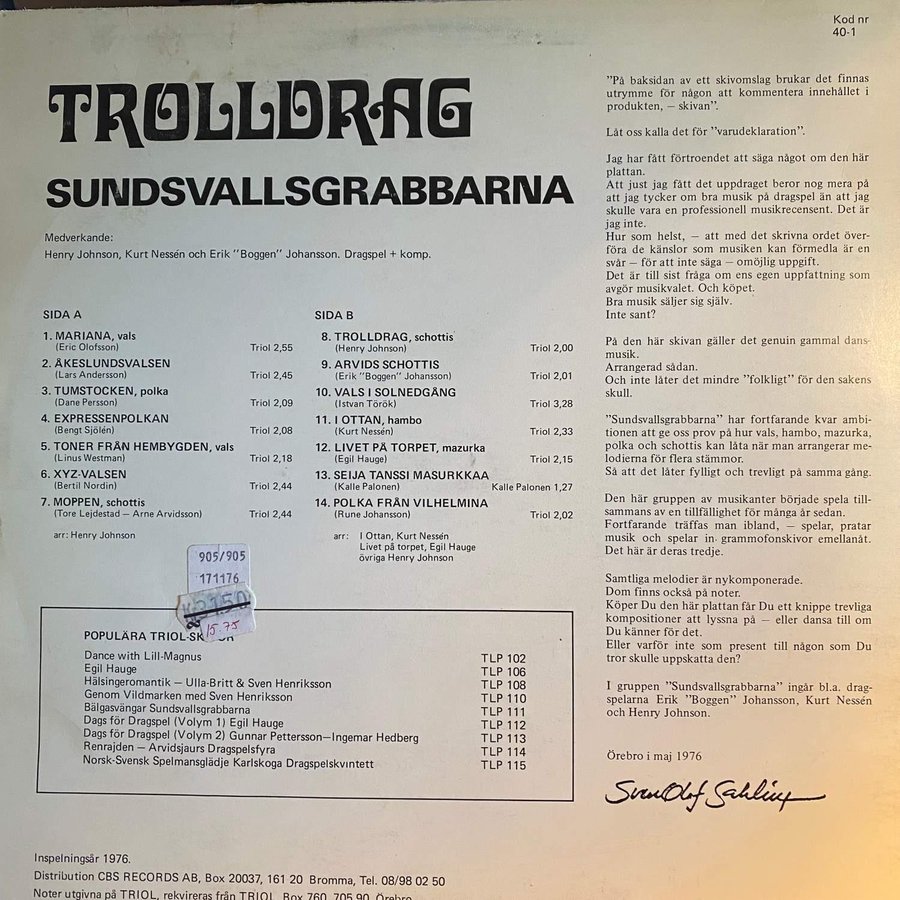 Kod nr
40-1
TROLLDRAG
SUNDSVALLSGRABBARNA
Medverkande:
Henry Johnson, Kurt Nessén och Erik "Boggen" Johansson. Dragspel + komp.
SIDA A
1. MARIANA, vals
(Eric Olofsson) Triol 2,55
2. ÅKESLUNDSVALSEN
(Lars Andersson) Triol 2,45
3. TUMSTOCKEN, polka
(Dane Persson) Triol 2,09
4. EXPRESSENPOLKAN
(Bengt Sjölén) Triol 2,08
5. TONER FRÅN HEMBYGDEN, vals
(Linus Westman) Triol 2,18
6. XYZ-VALSEN
(Bertil Nordin) Triol 2,44
7. MOPPEN, schottis
(Tore Lejdestad – Arne Arvidsson) Triol 2,44
arr: Henry Johnson
SIDA B
8. TROLLDRAG, schottis
(Henry Johnson) Triol 2,00
9. ARVIDS SCHOTTIS
(Erik "Boggen" Johansson) Triol 2,01
10. VALS I SOLNEDGÅNG
(Istvan Török) Triol 3,28
11. I OTTAN, hambo
(Kurt Nessén) Triol 2,33
12. LIVET PÅ TORPET, mazurka
(Egil Hauge) Triol 2,15
13. SEIJA TANSSI MASURKKAA
(Kalle Palonen) Kalle Palonen 1,27
14. POLKA FRÅN VILHELMINA
(Rune Johansson) Triol 2,02
arr: I Ottan, Kurt Nessén
Livet på torpet, Egil Hauge
övriga Henry Johnson
905/905
171176
15.75
POPULÄRA TRIOL-SK
Dance with Lill-Magnus TLP 102
Egil Hauge TLP 106
Hälsingeromantik – Ulla-Britt & Sven Henriksson TLP 108
Genom Vildmarken med Sven Henriksson TLP 110
Bälgasvängar Sundsvallsgrabbarna TLP 111
Dags för Dragspel (Volym 1) Egil Hauge TLP 112
Dags för Dragspel (Volym 2) Gunnar Pettersson–Ingemar Hedberg TLP 113
Renrajden – Arvidsjaurs Dragspelsfyra TLP 114
Norsk-Svensk Spelmansglädje Karlskoga Dragspelskvintett TLP 115
Inspelningsår 1976.
Distribution CBS RECORDS AB, Box 20037, 161 20 Bromma, Tel. 08/98 02 50
Noter utgivna på TRIOL, rekvireras från TRIOL, Box 760, 705 90 Örebro
"På baksidan av ett skivomslag brukar det finnas
utrymme för någon att kommentera innehållet i
produkten, – skivan".
Låt oss kalla det för "varudeklaration".
Jag har fått förtroendet att säga något om den här
plattan.
Att just jag fått det uppdraget beror nog mera på
att jag tycker om bra musik på dragspel än att jag
skulle vara en professionell musikrecensent. Det är
jag inte.
Hur som helst, – att med det skrivna ordet över-
föra de känslor som musiken kan förmedla är en
svår – för att inte säga – omöjlig uppgift.
Det är till sist fråga om ens egen uppfattning som
avgör musikvalet. Och köpet.
Bra musik säljer sig själv.
Inte sant?
På den här skivan gäller det genuin gammal dans-
musik.
Arrangerad sådan.
Och inte låter det mindre "folkligt" för den sakens
skull.
"Sundsvallsgrabbarna" har fortfarande kvar ambi-
tionen att ge oss prov på hur vals, hambo, mazurka,
polka och schottis kan låta när man arrangerar me-
lodierna för flera stämmor.
Så att det låter fylligt och trevligt på samma gång.
Den här gruppen av musikanter började spela till-
sammans av en tillfällighet för många år sedan.
Fortfarande träffas man ibland, – spelar, pratar
musik och spelar in grammofonskivor emellanåt.
Det här är deras tredje.
Samtliga melodier är nykomponerade.
Dom finns också på noter.
Köper Du den här plattan får Du ett knippe trevliga
kompositioner att lyssna på – eller dansa till om
Du känner för det.
Eller varför inte som present till någon som Du
tror skulle uppskatta den?
I gruppen "Sundsvallsgrabbarna" ingår bl.a. drag-
spelarna Erik "Boggen" Johansson, Kurt Nessén
och Henry Johnson.
Örebro i maj 1976
Sven Olof Sahlin